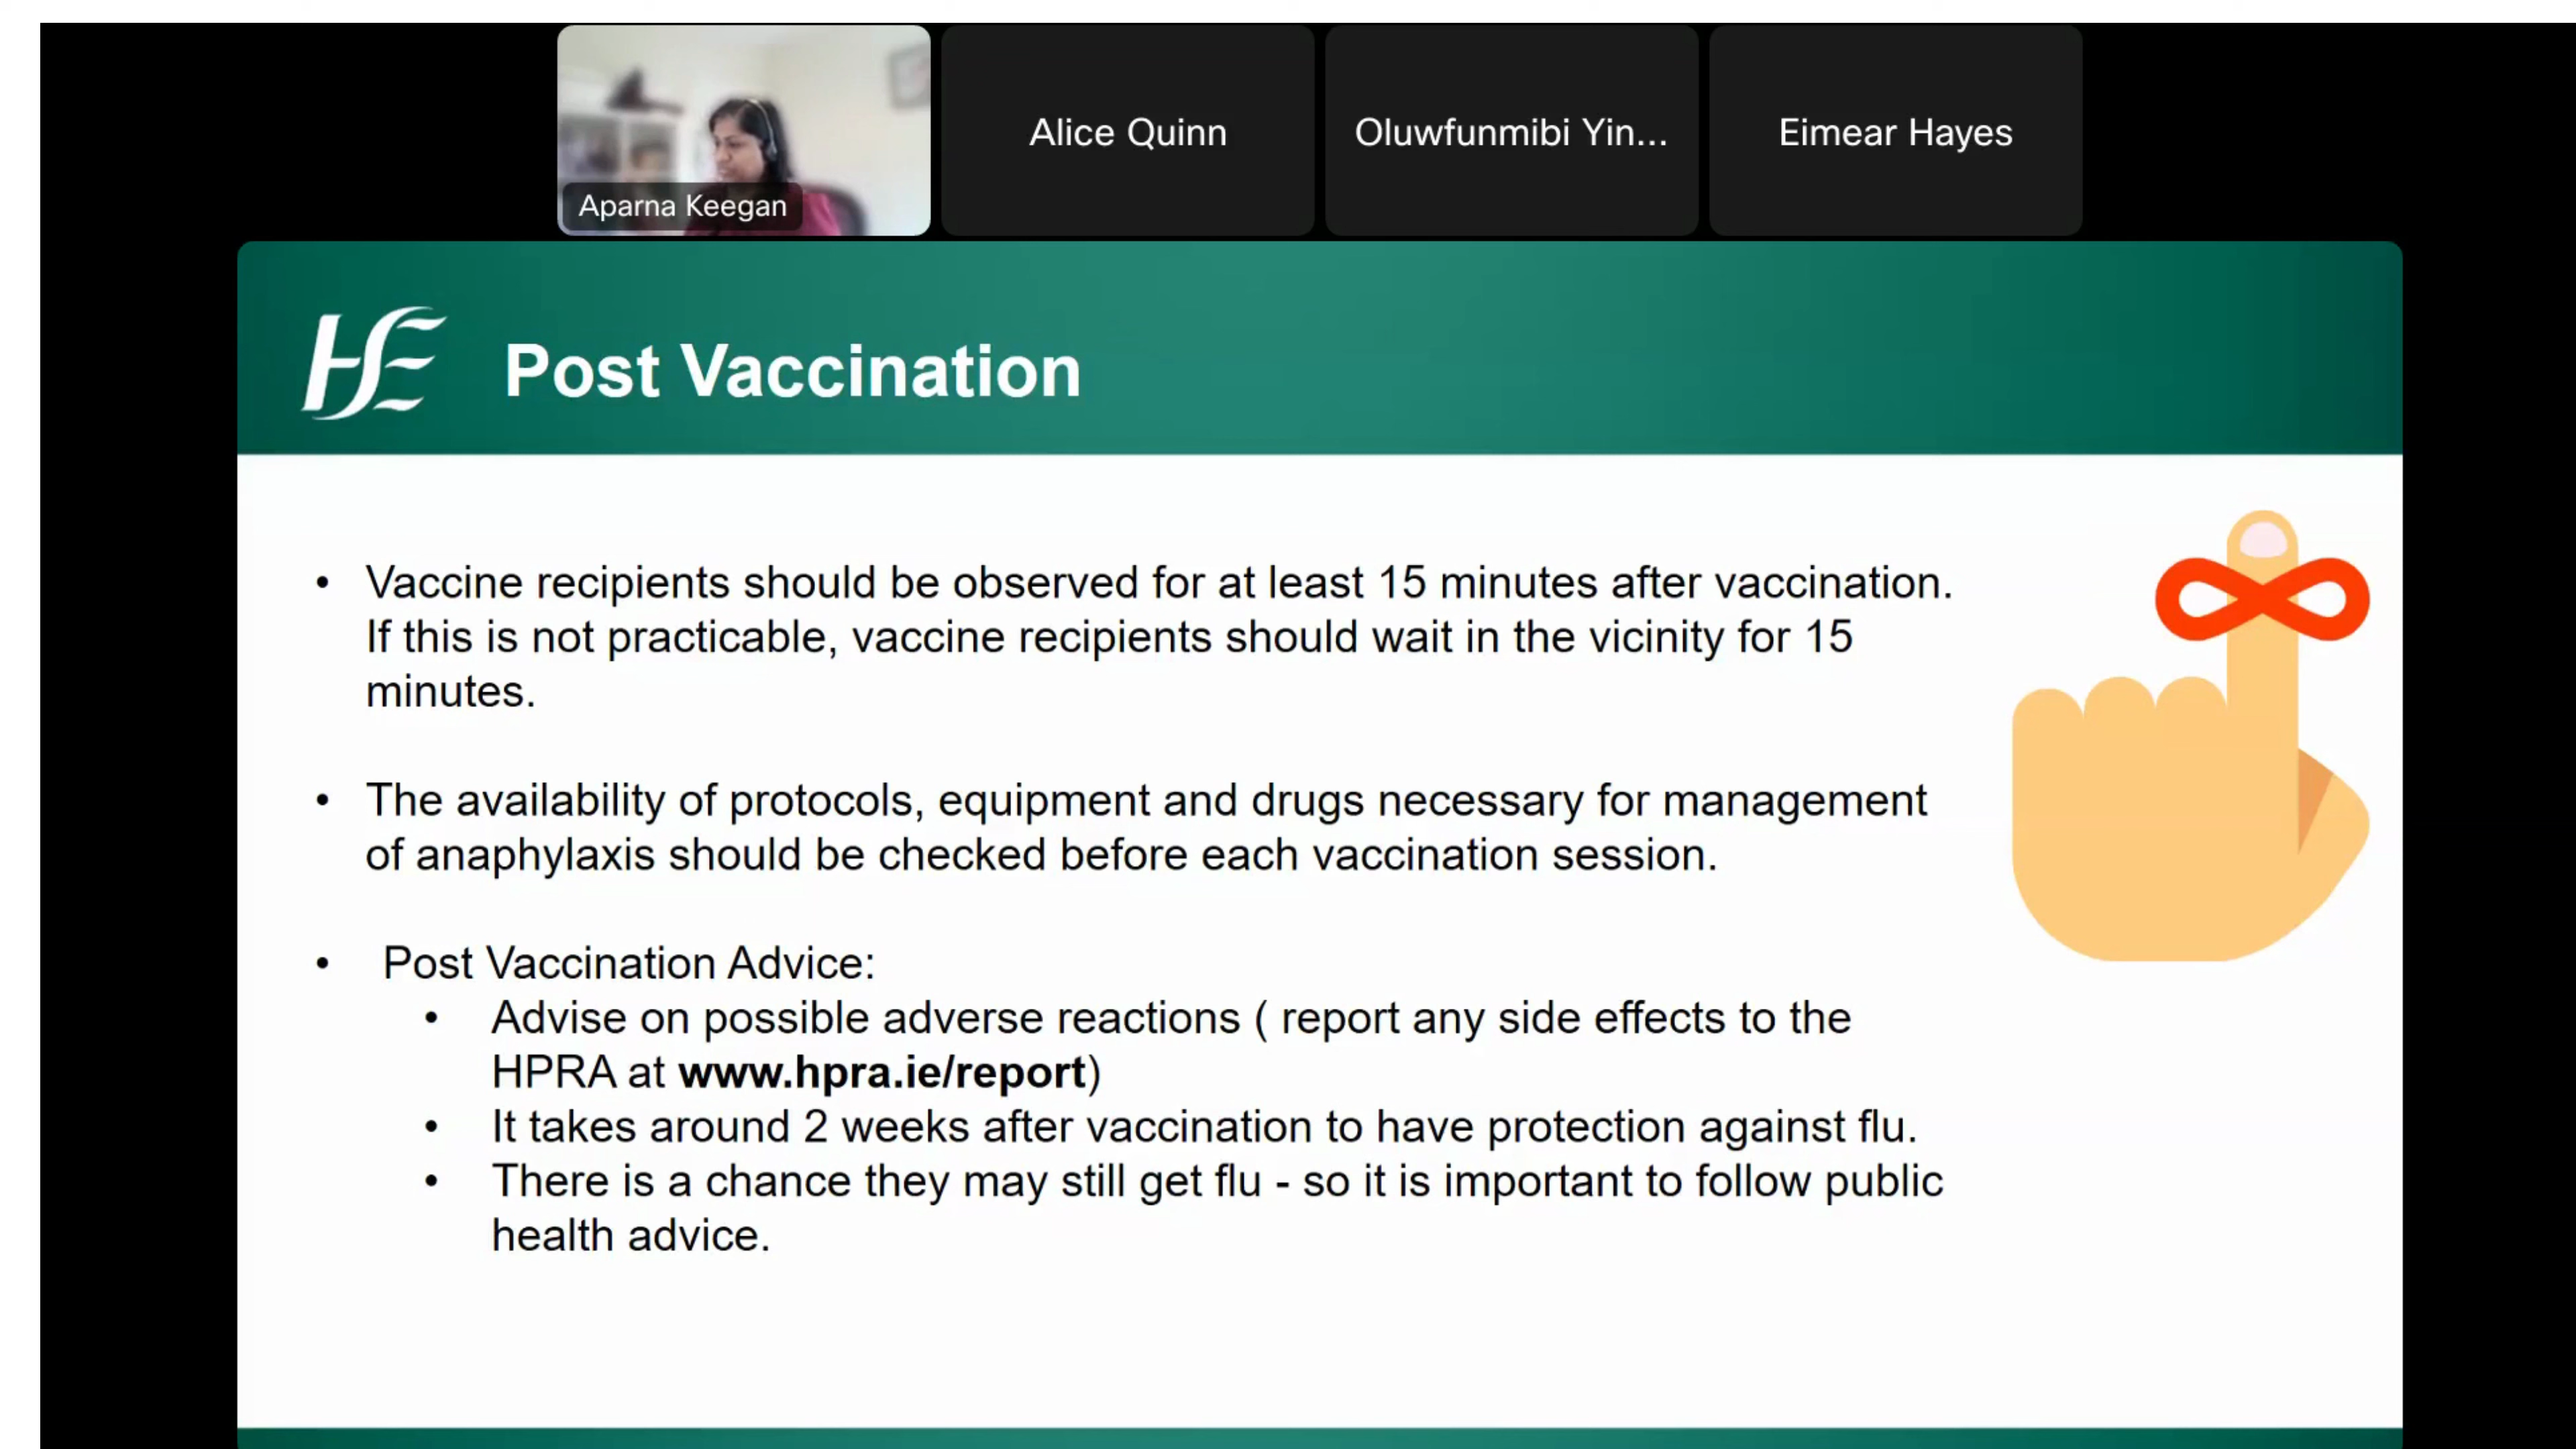 Aparna Keegan
Alice Quinn
Oluwfunmibi Yin...
Eimear Hayes
HSE
Post Vaccination
• Vaccine recipients should be observed for at least 15 minutes after vaccination.
If this is not practicable, vaccine recipients should wait in the vicinity for 15
minutes.
• The availability of protocols, equipment and drugs necessary for management
of anaphylaxis should be checked before each vaccination session.
• Post Vaccination Advice:
• Advise on possible adverse reactions ( report any side effects to the
HPRA at www.hpra.ie/report)
• It takes around 2 weeks after vaccination to have protection against flu.
• There is a chance they may still get flu - so it is important to follow public
health advice.